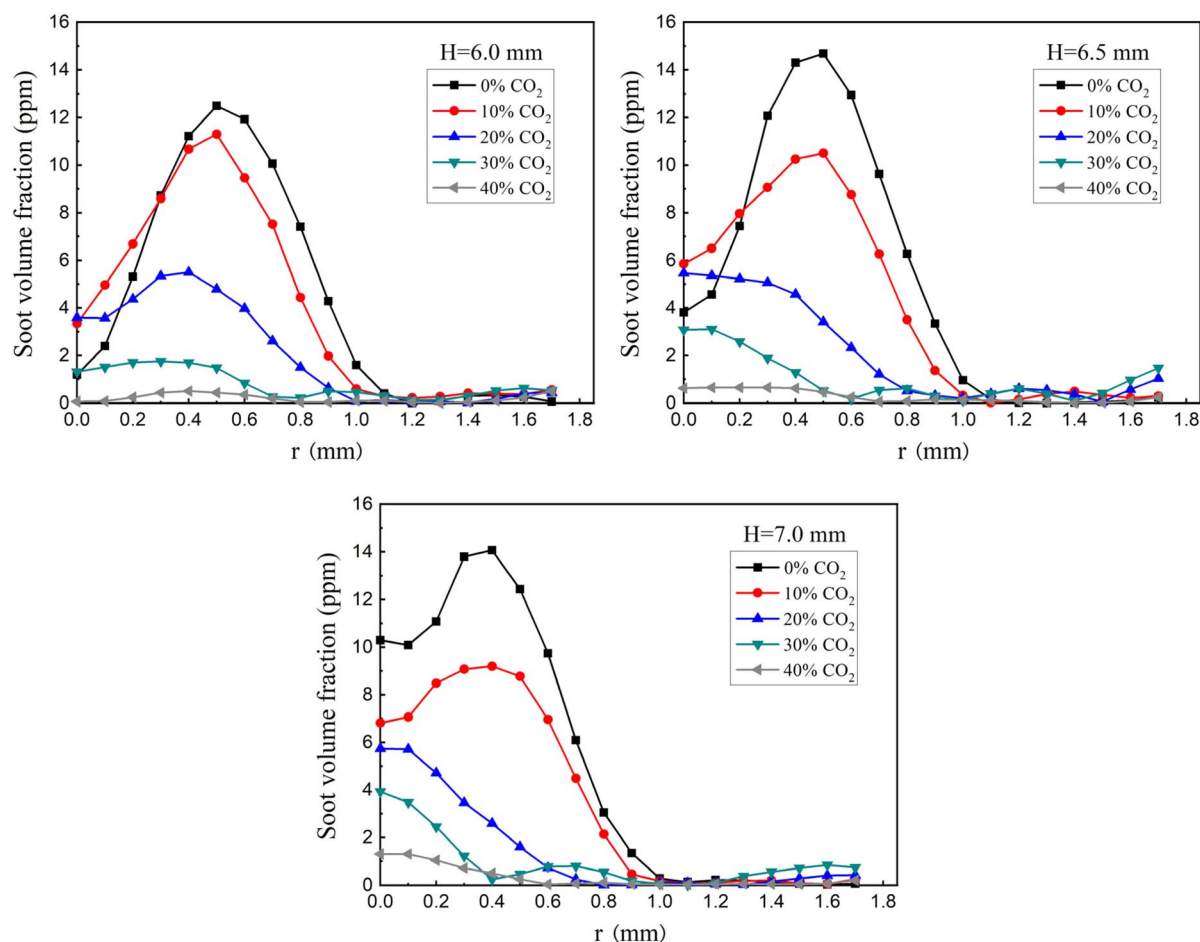 16
14
12
10
8
6
4
2
0
Soot volume fraction (ppm)
H=6.0 mm
0% CO₂
10% CO₂
20% CO₂
30% CO₂
40% CO₂
0.0 0.2 0.4 0.6 0.8 1.0 1.2 1.4 1.6 1.8
r (mm)
16
14
12
10
8
6
4
2
0
Soot volume fraction (ppm)
H=6.5 mm
0% CO₂
10% CO₂
20% CO₂
30% CO₂
40% CO₂
0.0 0.2 0.4 0.6 0.8 1.0 1.2 1.4 1.6 1.8
r (mm)
16
14
12
10
8
6
4
2
0
Soot volume fraction (ppm)
H=7.0 mm
0% CO₂
10% CO₂
20% CO₂
30% CO₂
40% CO₂
0.0 0.2 0.4 0.6 0.8 1.0 1.2 1.4 1.6 1.8
r (mm)